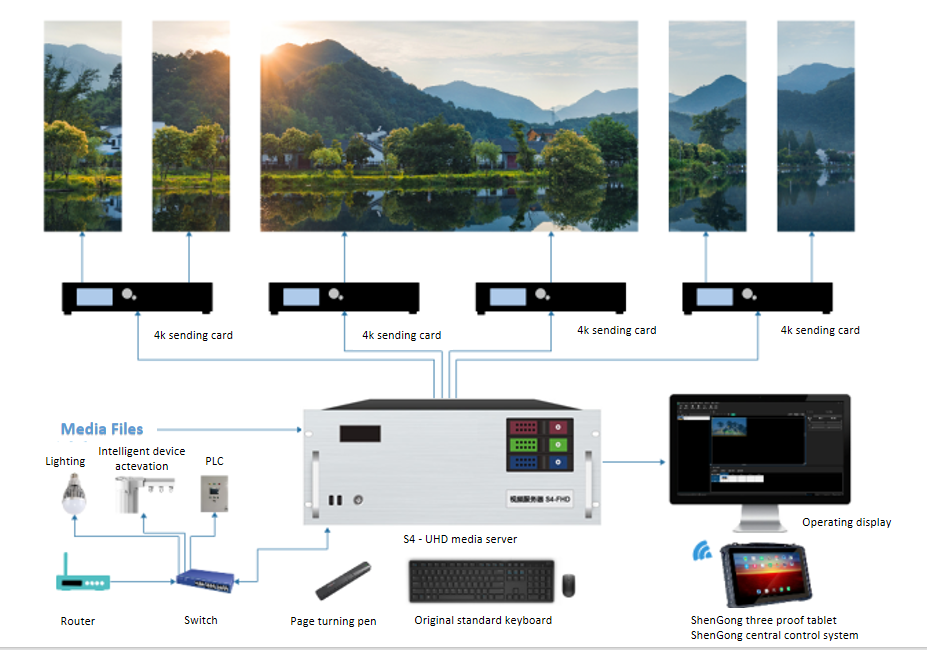 4k sending card
4k sending card
4k sending card
4k sending card
Media Files
Lighting
Intelligent device
actevation
PLC
视频服务器 S4-FHD
S4 - UHD media server
Operating display
Router
Switch
Page turning pen
Original standard keyboard
ShenGong three proof tablet
ShenGong central control system